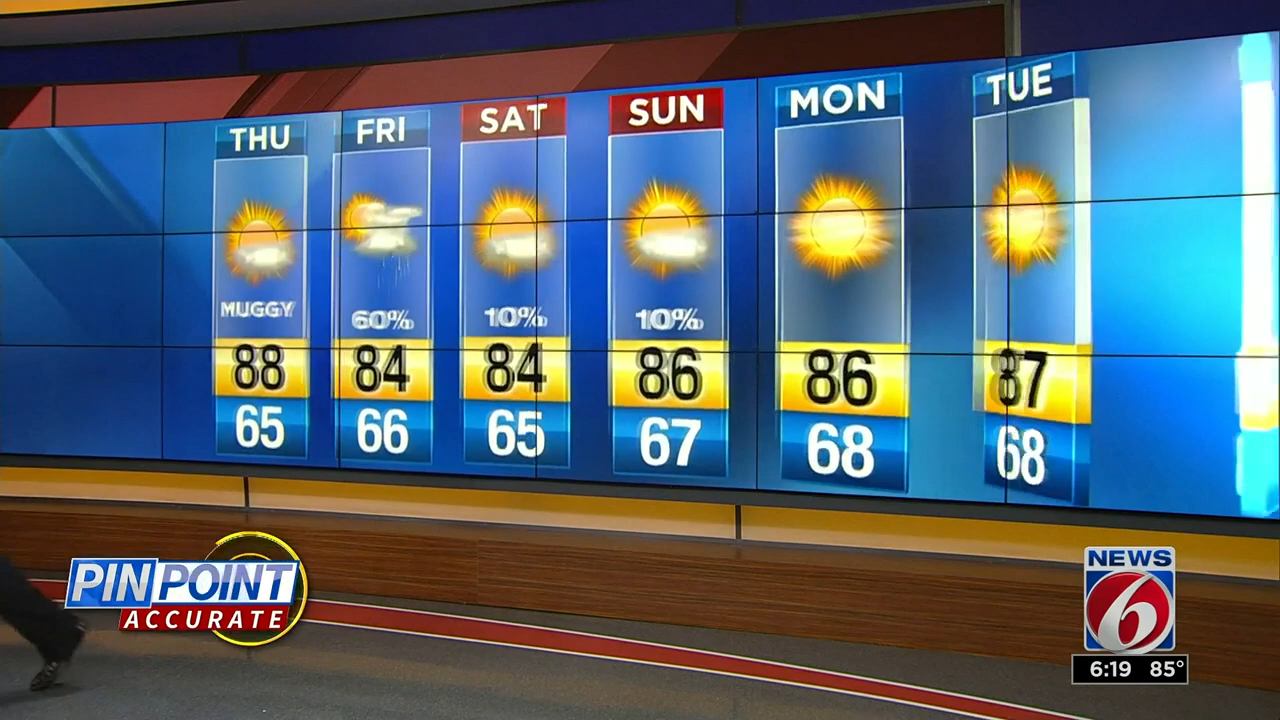 THU FRI SAT SUN MON TUE
MUGGY 60% 10% 10%
88 84 84 86 86 87
65 66 65 67 68 68
PINPOINT
ACCURATE
NEWS
6
6:19 85°